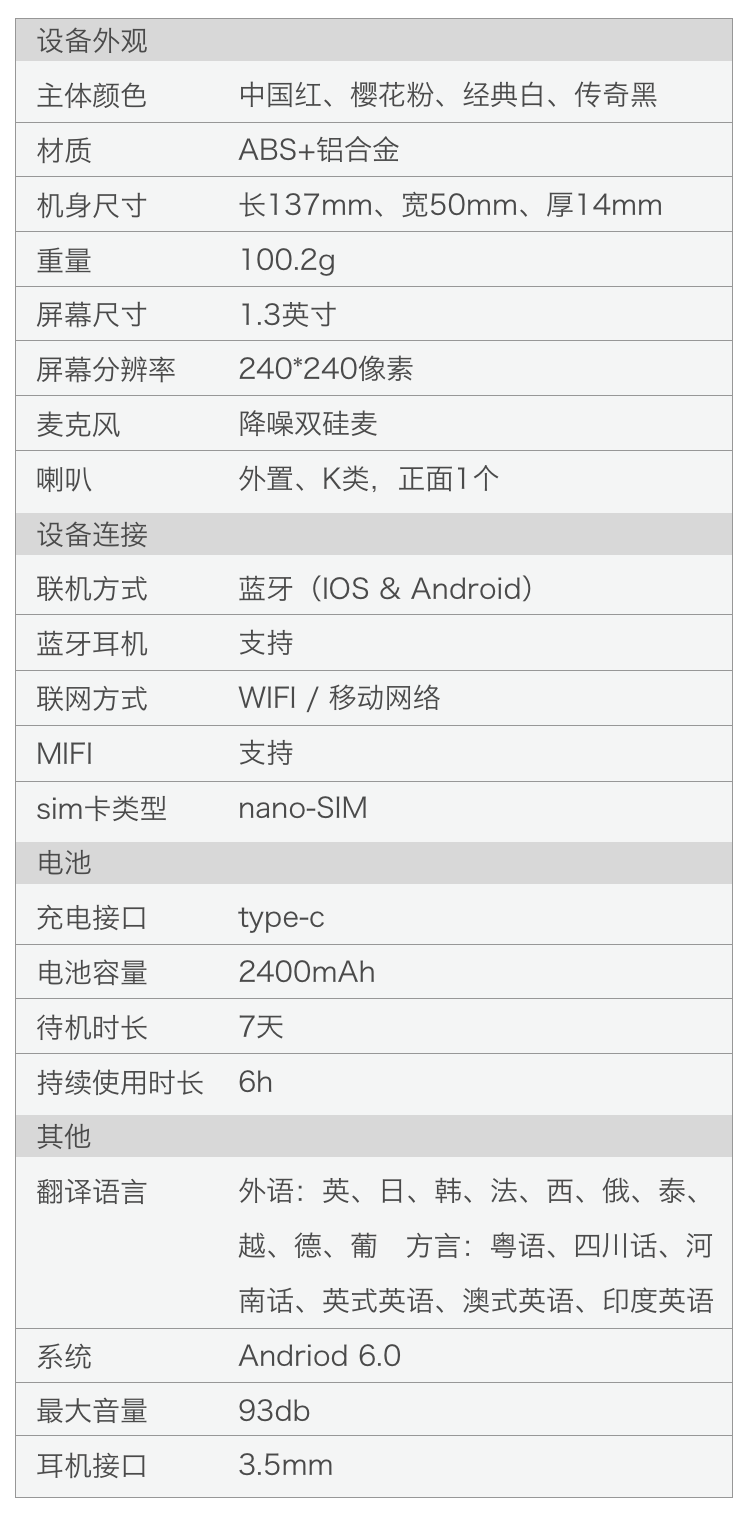 设备外观
主体颜色 中国红、樱花粉、经典白、传奇黑
材质 ABS+铝合金
机身尺寸 长137mm、宽50mm、厚14mm
重量 100.2g
屏幕尺寸 1.3英寸
屏幕分辨率 240*240像素
麦克风 降噪双硅麦
喇叭 外置、K类，正面1个
设备连接
联机方式 蓝牙（IOS & Android）
蓝牙耳机 支持
联网方式 WIFI / 移动网络
MIFI 支持
sim卡类型 nano-SIM
电池
充电接口 type-c
电池容量 2400mAh
待机时长 7天
持续使用时长 6h
其他
翻译语言 外语：英、日、韩、法、西、俄、泰、
越、德、葡 方言：粤语、四川话、河
南话、英式英语、澳式英语、印度英语
系统 Andriod 6.0
最大音量 93db
耳机接口 3.5mm